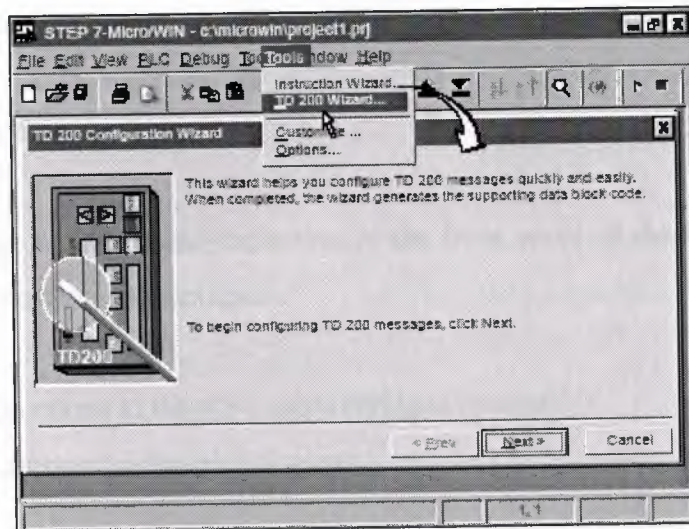 STEP 7-Micro/WIN - c:\microwin\project1.prj
File Edit View PLC Debug Tools Window Help
Instruction Wizard...
TD 200 Wizard...
Customize ...
Options...
TD 200 Configuration Wizard
This wizard helps you configure TD 200 messages quickly and easily.
When completed, the wizard generates the supporting data block code.
TD200
To begin configuring TD 200 messages, click Next.
< Prev Next > Cancel
1, 1